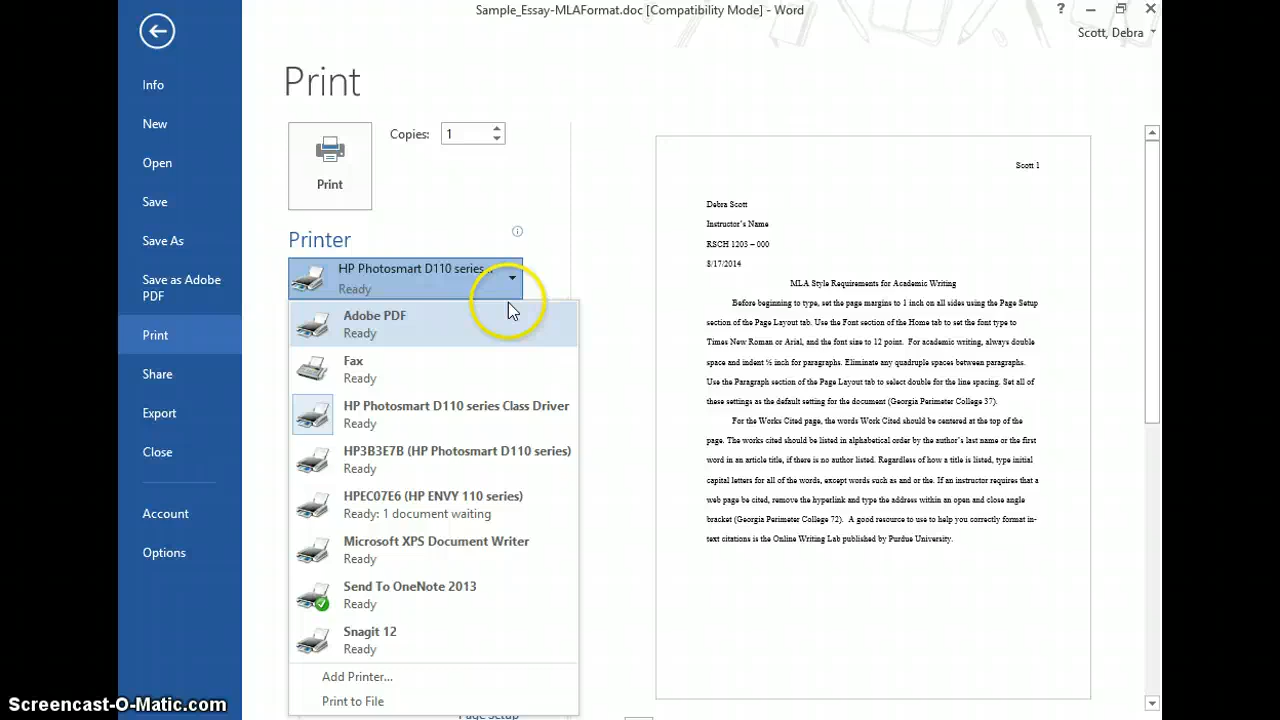 Sample_Essay-MLAFormat.doc [Compatibility Mode] - Word
?
Scott, Debra
Info
New
Open
Save
Save As
Save as Adobe
PDF
Print
Share
Export
Close
Account
Options
Print
Print
Copies: 1
Printer
HP Photosmart D110 series ...
Ready
Adobe PDF
Ready
Fax
Ready
HP Photosmart D110 series Class Driver
Ready
HP3B3E7B (HP Photosmart D110 series)
Ready
HPEC07E6 (HP ENVY 110 series)
Ready: 1 document waiting
Microsoft XPS Document Writer
Ready
Send To OneNote 2013
Ready
Snagit 12
Ready
Add Printer...
Print to File
Page Setup
Scott 1
Debra Scott
Instructor's Name
RSCH 1203 – 000
8/17/2014
MLA Style Requirements for Academic Writing
Before beginning to type, set the page margins to 1 inch on all sides using the Page Setup
section of the Page Layout tab. Use the Font section of the Home tab to set the font type to
Times New Roman or Arial, and the font size to 12 point. For academic writing, always double
space and indent ½ inch for paragraphs. Eliminate any quadruple spaces between paragraphs.
Use the Paragraph section of the Page Layout tab to select double for the line spacing. Set all of
these settings as the default setting for the document (Georgia Perimeter College 37).
For the Works Cited page, the words Work Cited should be centered at the top of the
page. The works cited should be listed in alphabetical order by the author's last name or the first
word in an article title, if there is no author listed. Regardless of how a title is listed, type initial
capital letters for all of the words, except words such as and or the. If an instructor requires that a
web page be cited, remove the hyperlink and type the address within an open and close angle
bracket (Georgia Perimeter College 72). A good resource to use to help you correctly format in-
text citations is the Online Writing Lab published by Purdue University.
Screencast-O-Matic.com